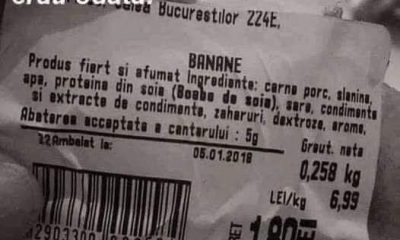 Calea Bucurestilor 224E,
BANANE
Produs fiert si afumat Ingrediente: carne porc, slanina,
apa, proteina din soia (Boabe de soia), sare, condimente
si extracte de condimente, zaharuri, dextroza, arome,
Abaterea acceptata a cantarului : 5g
Greut. neta
22Ambalat la:
05.01.2018
0,258 kg
LEI/kg 6,99